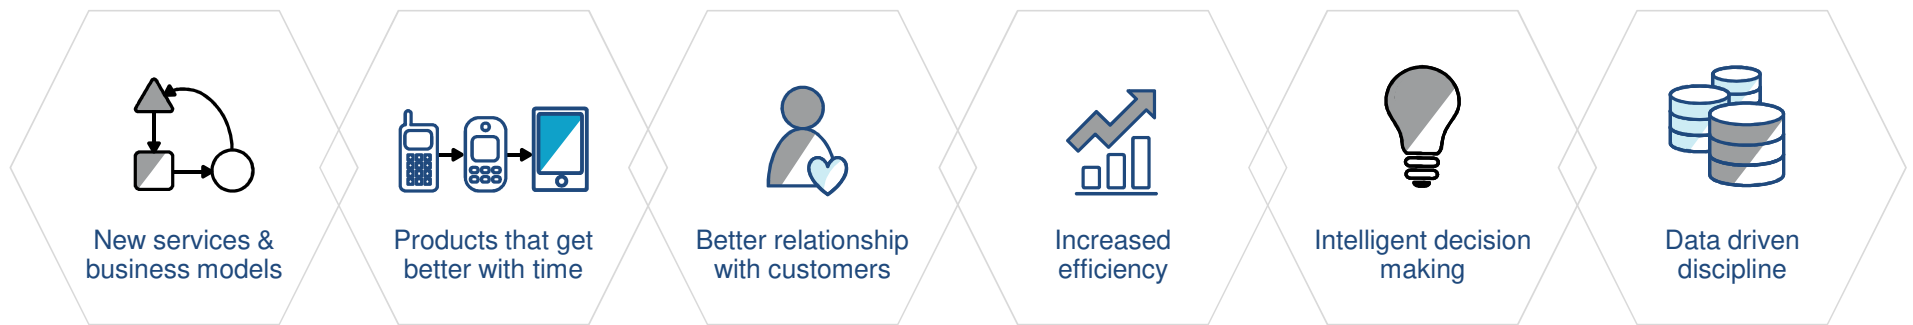 New services &
business models
Products that get
better with time
Better relationship
with customers
Increased
efficiency
Intelligent decision
making
Data driven
discipline